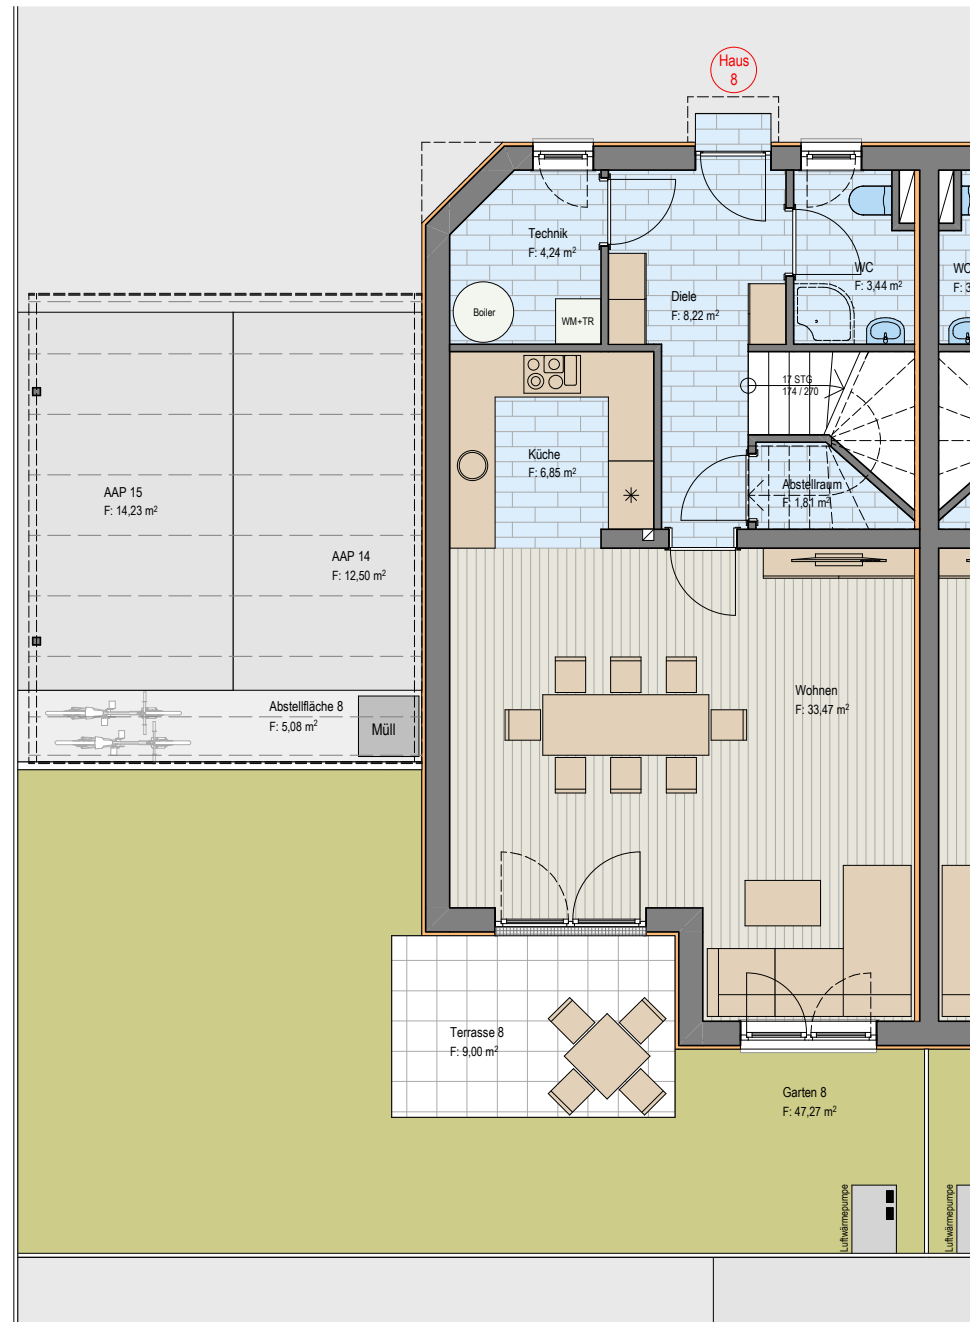 Haus
8
Technik
F: 4,24 m²
WC
F: 3,44 m²
WC
F: 3
Diele
F: 8,22 m²
Boiler
WM+TR
17 STG
174 / 270
Küche
F: 6,85 m²
Abstellraum
F: 1,81 m²
AAP 15
F: 14,23 m²
AAP 14
F: 12,50 m²
Wohnen
F: 33,47 m²
Abstellfläche 8
F: 5,08 m²
Müll
Terrasse 8
F: 9,00 m²
Garten 8
F: 47,27 m²
Luftwärmepumpe
Luftwärmepumpe